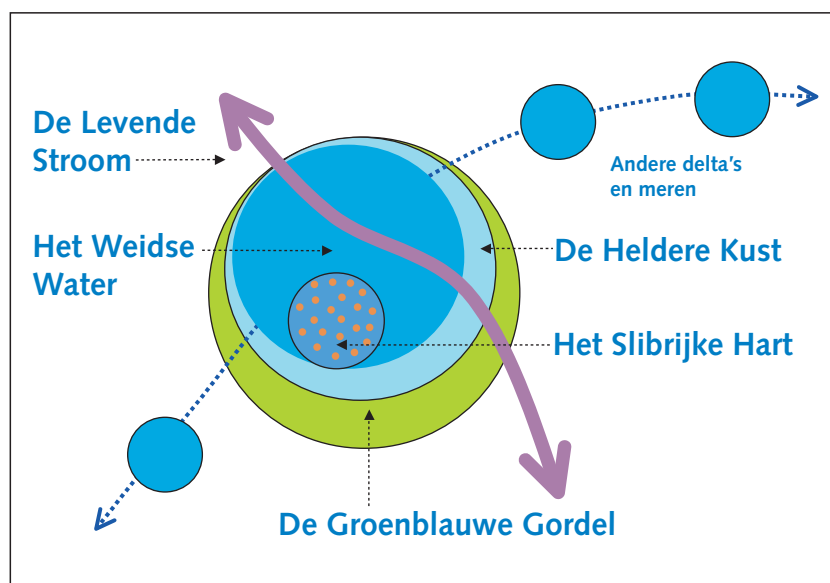 De Levende
Stroom
Andere delta's
en meren
Het Weidse
Water
De Heldere Kust
Het Slibrijke Hart
De Groenblauwe Gordel